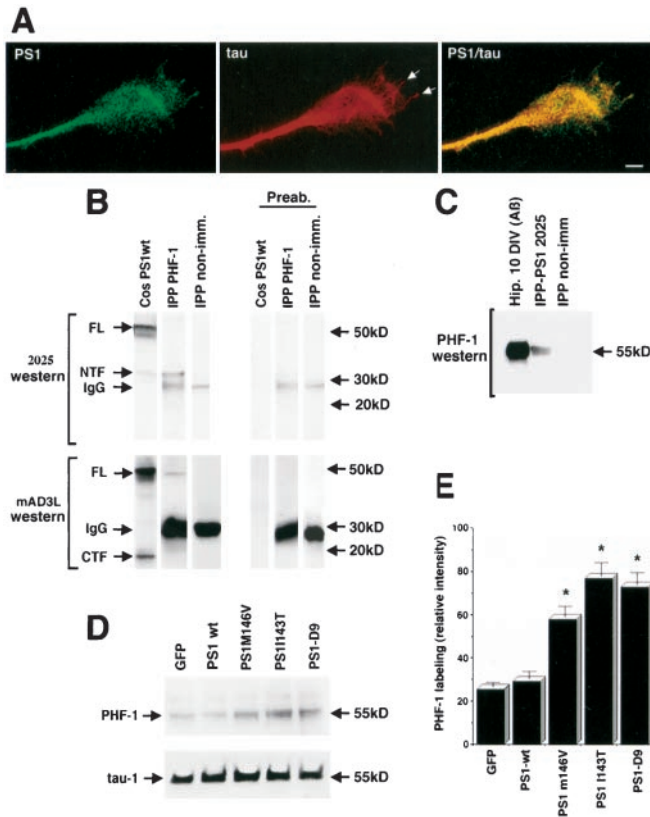 A
PS1
tau
PS1/tau
B
Preab.
Cos PS1wt
IPP PHF-1
IPP non-imm.
Cos PS1wt
IPP PHF-1
IPP non-imm.
2025
western
FL
NTF
IgG
50kD
30kD
20kD
mAD3L
western
FL
IgG
CTF
50kD
30kD
20kD
C
Hip. 10 DIV (Aß)
IPP-PS1 2025
IPP non-imm
PHF-1
western
55kD
D
GFP
PS1 wt
PS1M146V
PS1I143T
PS1-D9
PHF-1
55kD
tau-1
55kD
E
PHF-1 labeling (relative intensity)
100
80
60
40
20
0
*
*
*
GFP
PS1-wt
PS1 m146V
PS1 I143T
PS1-D9